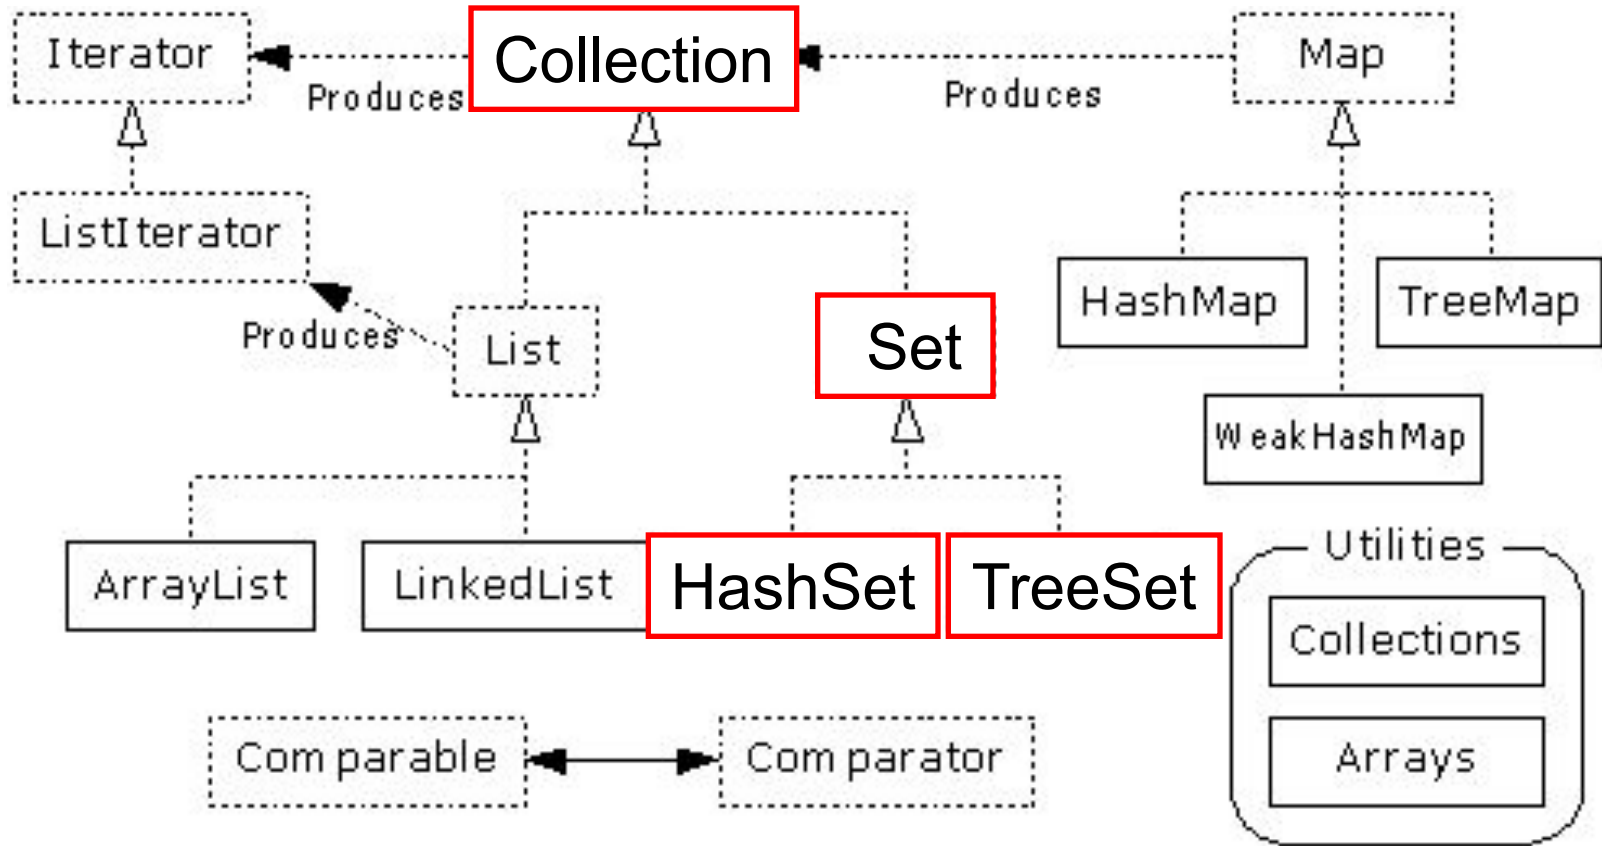 Iterator
Produces
Collection
Produces
Map
ListIterator
Produces
List
Set
HashMap
TreeMap
WeakHashMap
ArrayList
LinkedList
HashSet
TreeSet
Utilities
Collections
Arrays
Comparable
Comparator